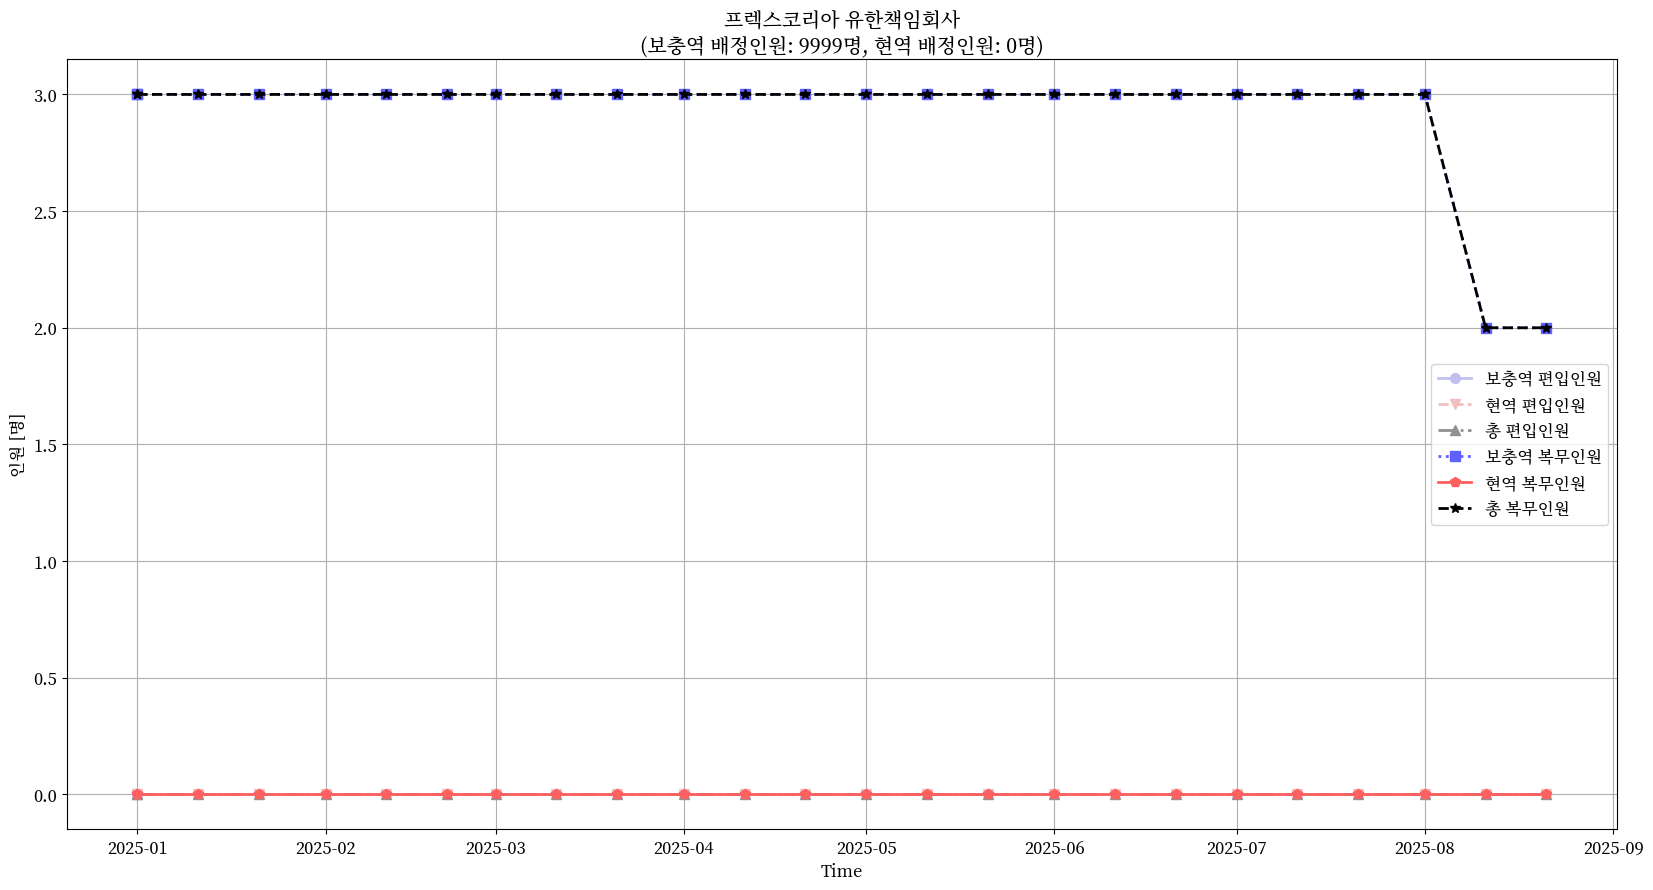 프렉스코리아 유한책임회사
(보충역 배정인원: 9999명, 현역 배정인원: 0명)
인원 [명]
3.0
2.5
2.0
1.5
1.0
0.5
0.0
보충역 편입인원
현역 편입인원
총 편입인원
보충역 복무인원
현역 복무인원
총 복무인원
2025-01 2025-02 2025-03 2025-04 2025-05 2025-06 2025-07 2025-08 2025-09
Time